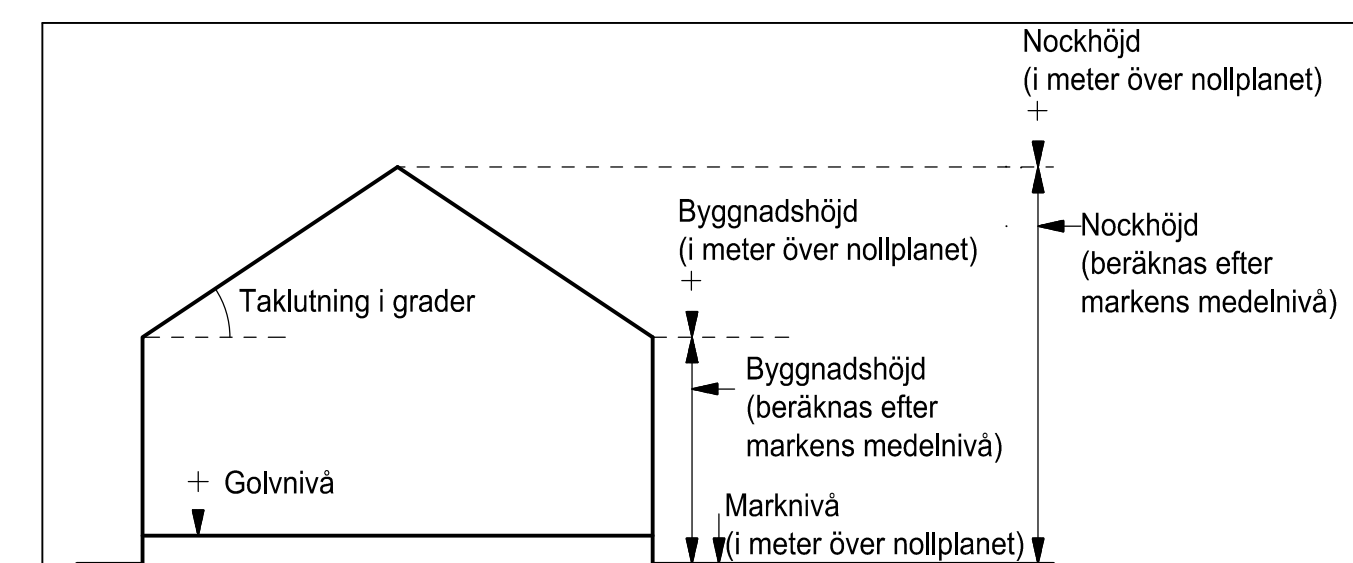 Nockhöjd
(i meter över nollplanet)
+
Byggnadshöjd
(i meter över nollplanet)
+
Nockhöjd
(beräknas efter
markens medelnivå)
Taklutning i grader
Byggnadshöjd
(beräknas efter
markens medelnivå)
+ Golvnivå
Marknivå
(i meter över nollplanet)